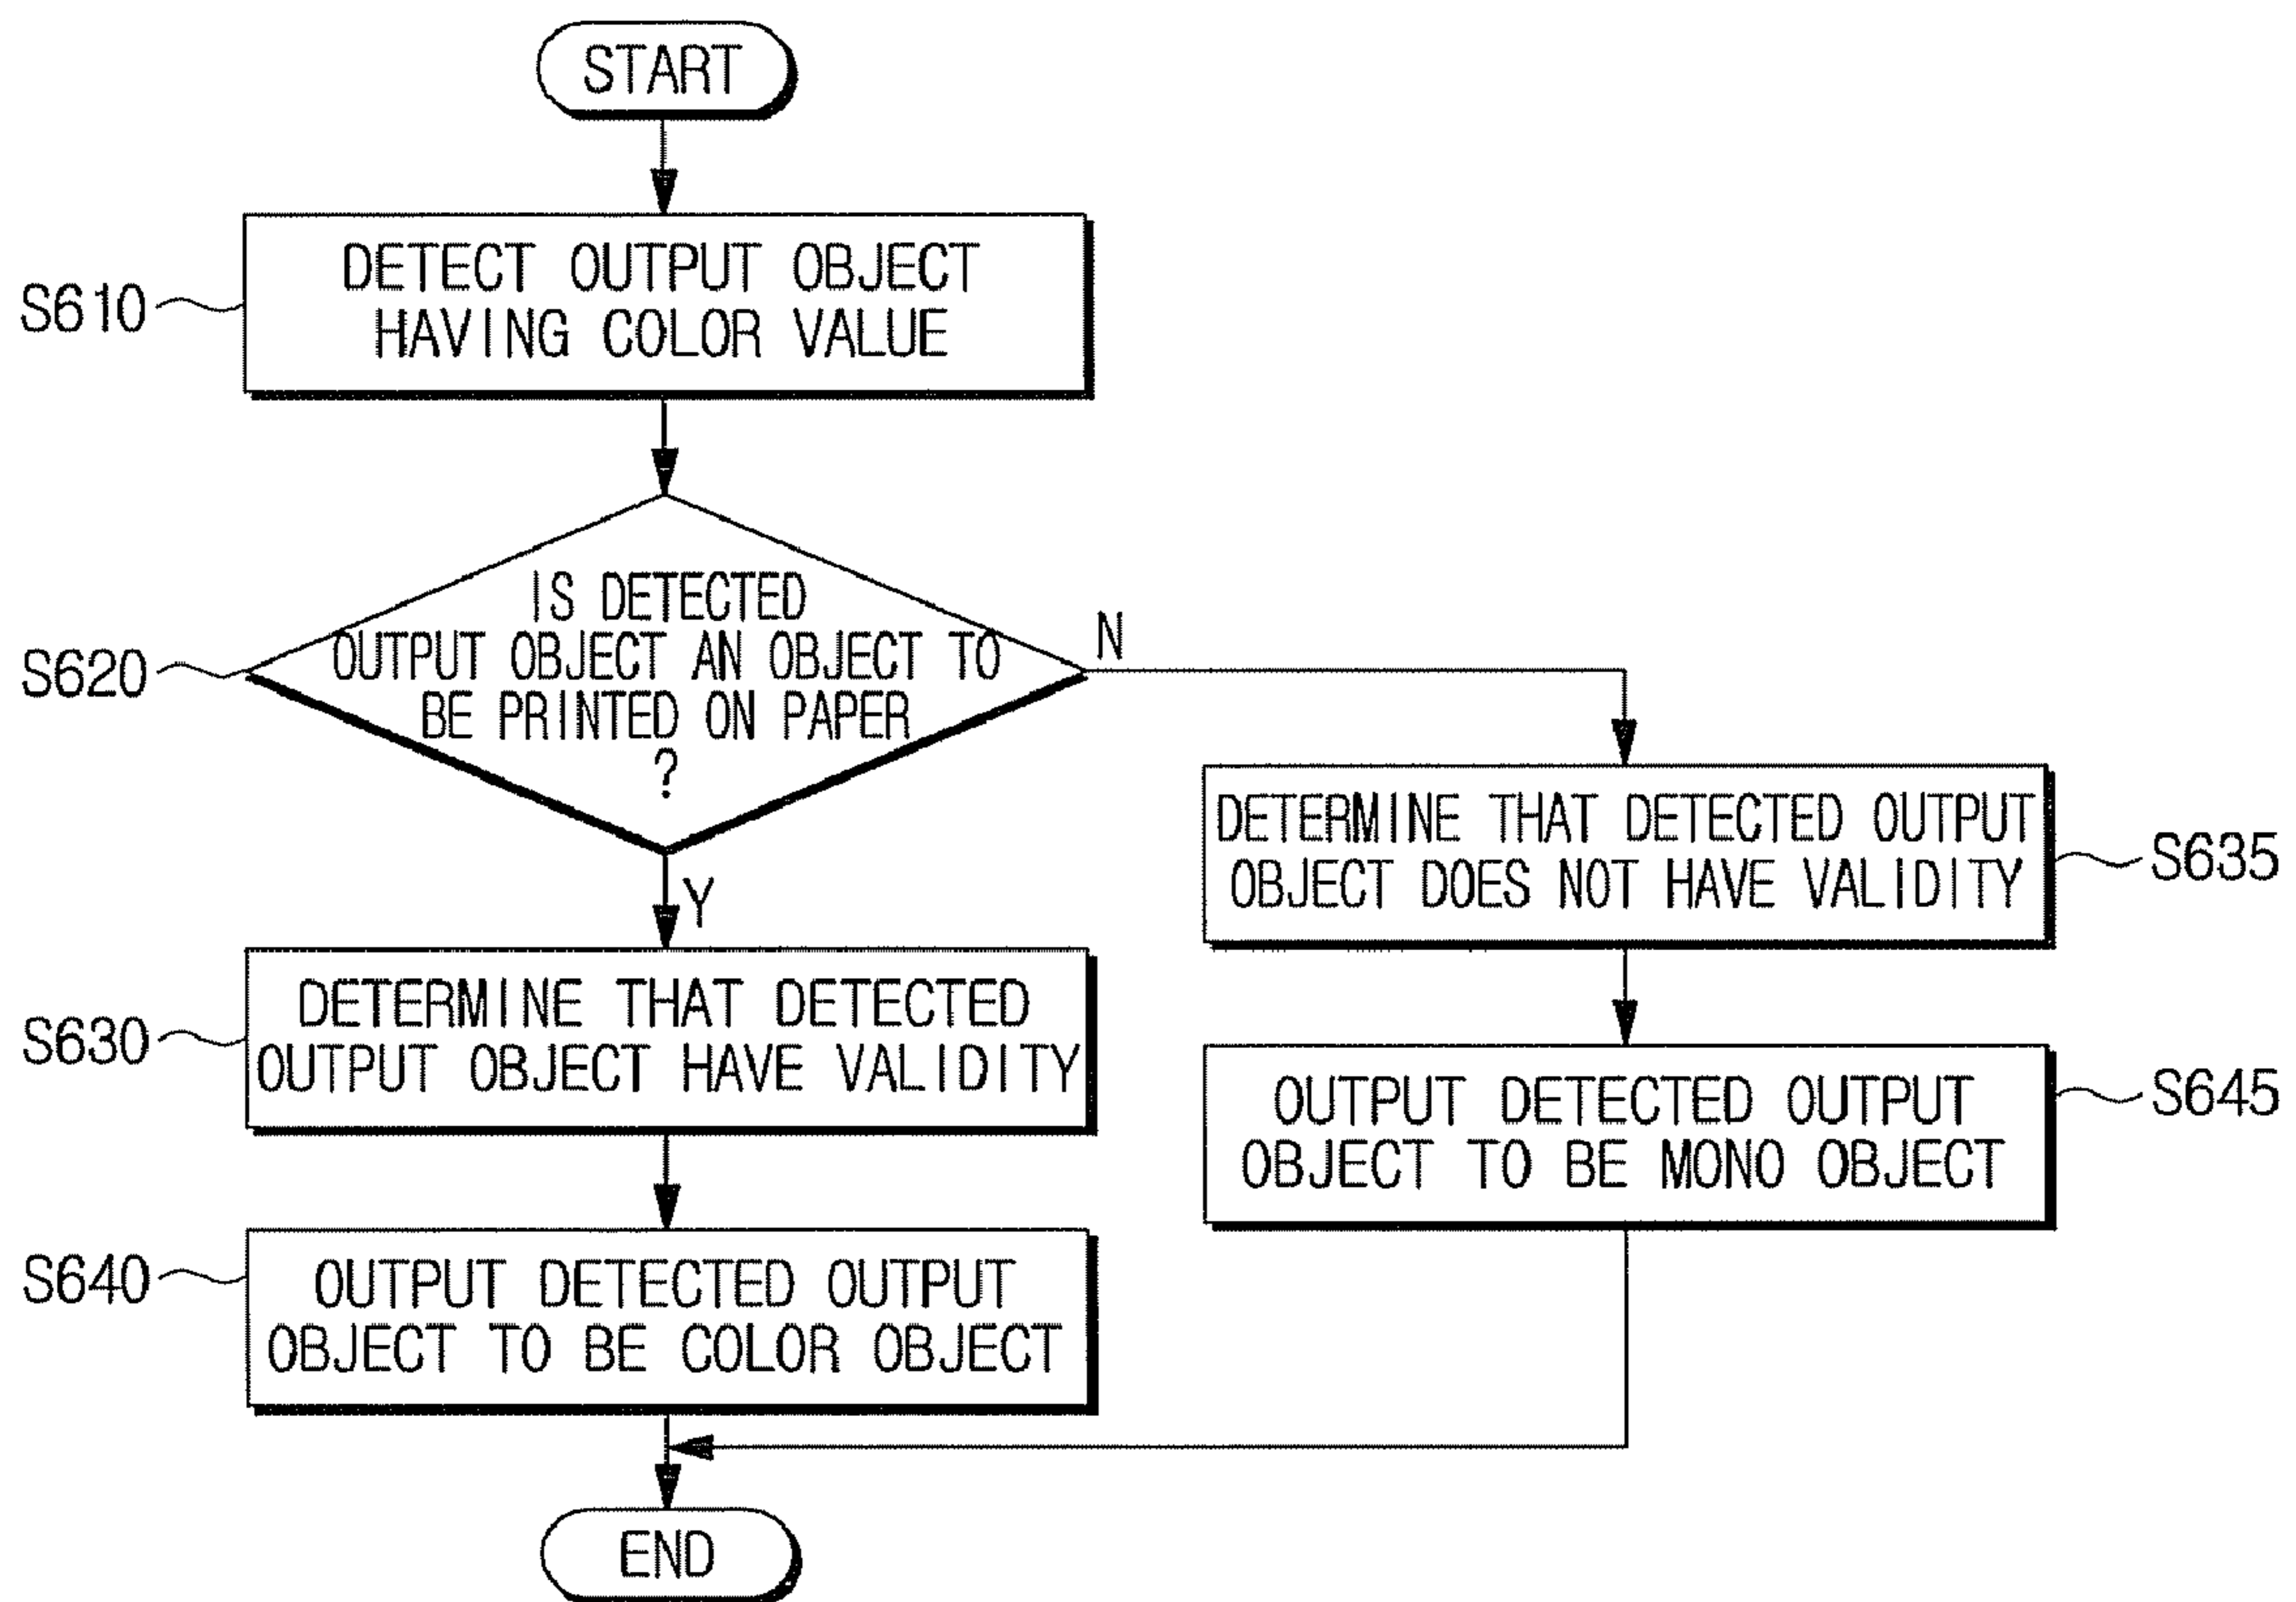 START
S610
DETECT OUTPUT OBJECT
HAVING COLOR VALUE
S620
IS DETECTED
OUTPUT OBJECT AN OBJECT TO
BE PRINTED ON PAPER
?
N
Y
DETERMINE THAT DETECTED OUTPUT
OBJECT DOES NOT HAVE VALIDITY
S635
S630
DETERMINE THAT DETECTED
OUTPUT OBJECT HAVE VALIDITY
OUTPUT DETECTED OUTPUT
OBJECT TO BE MONO OBJECT
S645
S640
OUTPUT DETECTED OUTPUT
OBJECT TO BE COLOR OBJECT
END